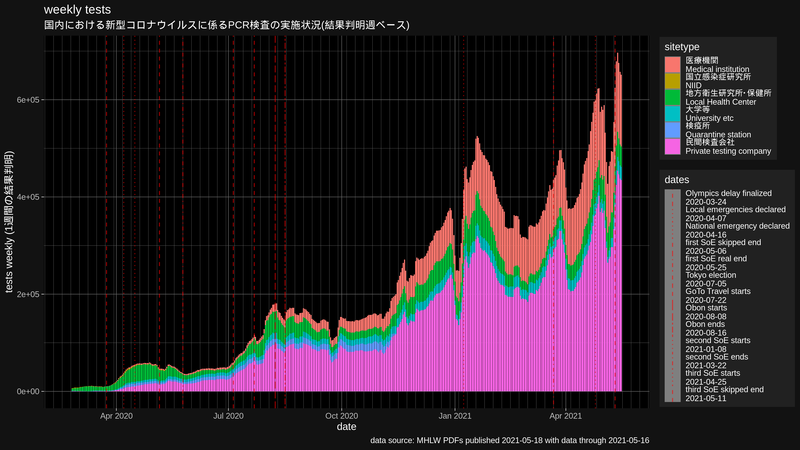 weekly tests
国内における新型コロナウイルスに係るPCR検査の実施状況(結果判明週ベース)
tests weekly (1週間の結果判明)
6e+05
4e+05
2e+05
0e+00
Apr 2020
Jul 2020
Oct 2020
Jan 2021
Apr 2021
date
data source: MHLW PDFs published 2021-05-18 with data through 2021-05-16
sitetype
医療機関
Medical institution
国立感染症研究所
NIID
地方衛生研究所・保健所
Local Health Center
大学等
University etc
検疫所
Quarantine station
民間検査会社
Private testing company
dates
Olympics delay finalized
2020-03-24
Local emergencies declared
2020-04-07
National emergency declared
2020-04-16
first SoE skipped end
2020-05-06
first SoE real end
2020-05-25
Tokyo election
2020-07-05
GoTo Travel starts
2020-07-22
Obon starts
2020-08-08
Obon ends
2020-08-16
second SoE starts
2021-01-08
second SoE ends
2021-03-22
third SoE starts
2021-04-25
third SoE skipped end
2021-05-11